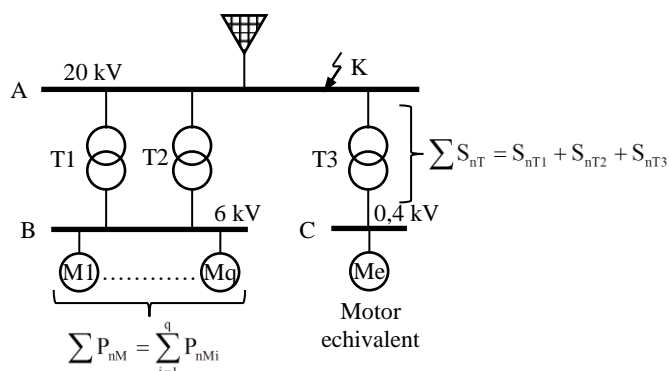 20 kV
K
A
T1
T2
T3
∑ S_nT = S_nT1 + S_nT2 + S_nT3
B
6 kV
C
0,4 kV
M1............Mq
Me
Motor
echivalent
∑ P_nM = ∑^q P_nMi